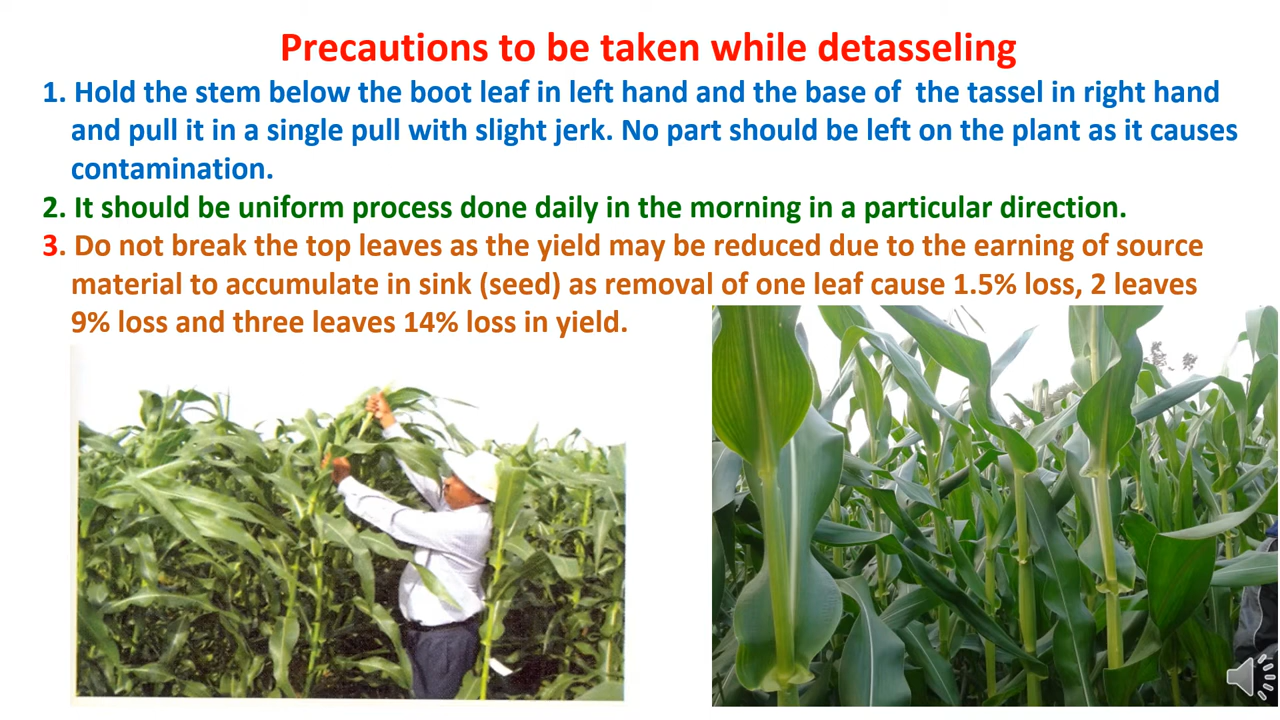 Precautions to be taken while detasseling
1. Hold the stem below the boot leaf in left hand and the base of  the tassel in right hand
and pull it in a single pull with slight jerk. No part should be left on the plant as it causes
contamination.
2. It should be uniform process done daily in the morning in a particular direction.
3. Do not break the top leaves as the yield may be reduced due to the earning of source
material to accumulate in sink (seed) as removal of one leaf cause 1.5% loss, 2 leaves
9% loss and three leaves 14% loss in yield.